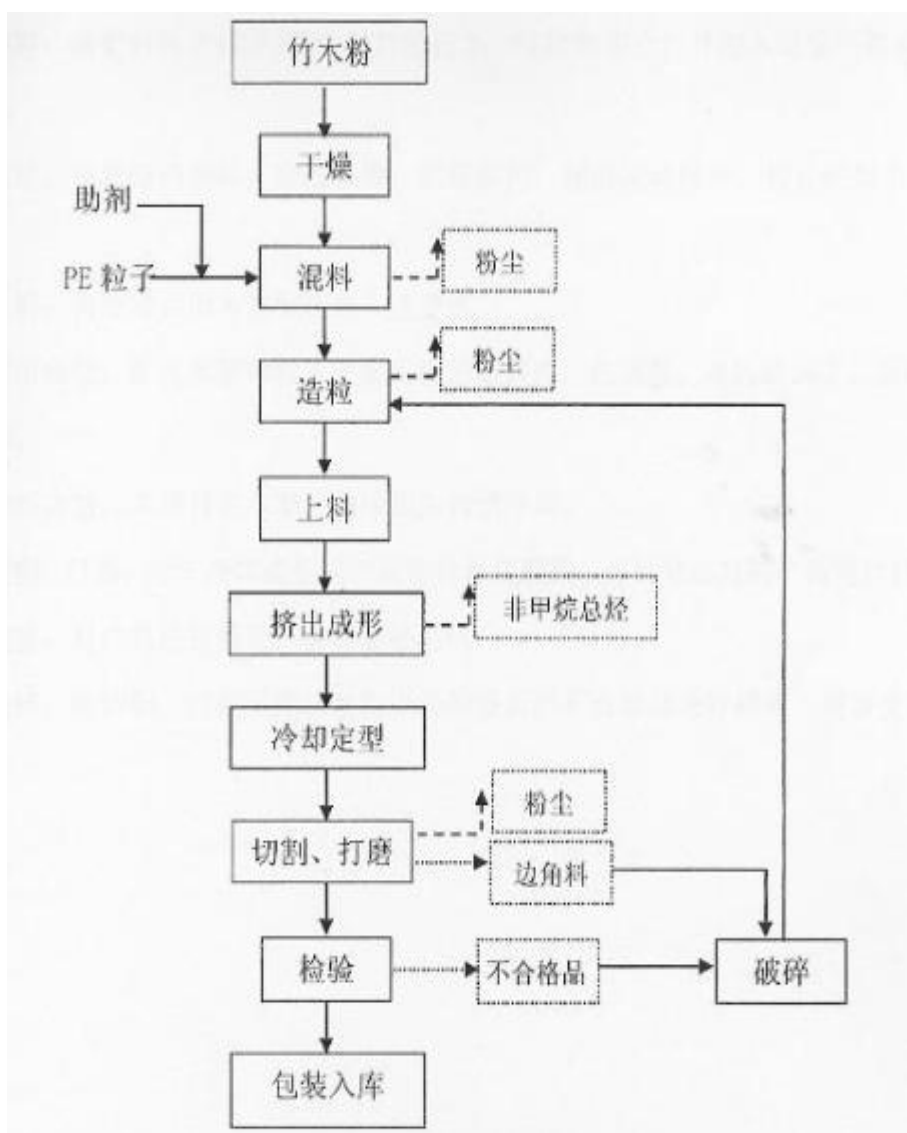 竹木粉
干燥
助剂
PE 粒子
混料
粉尘
造粒
粉尘
上料
挤出成形
非甲烷总烃
冷却定型
切割、打磨
粉尘
边角料
检验
不合格品
破碎
包装入库